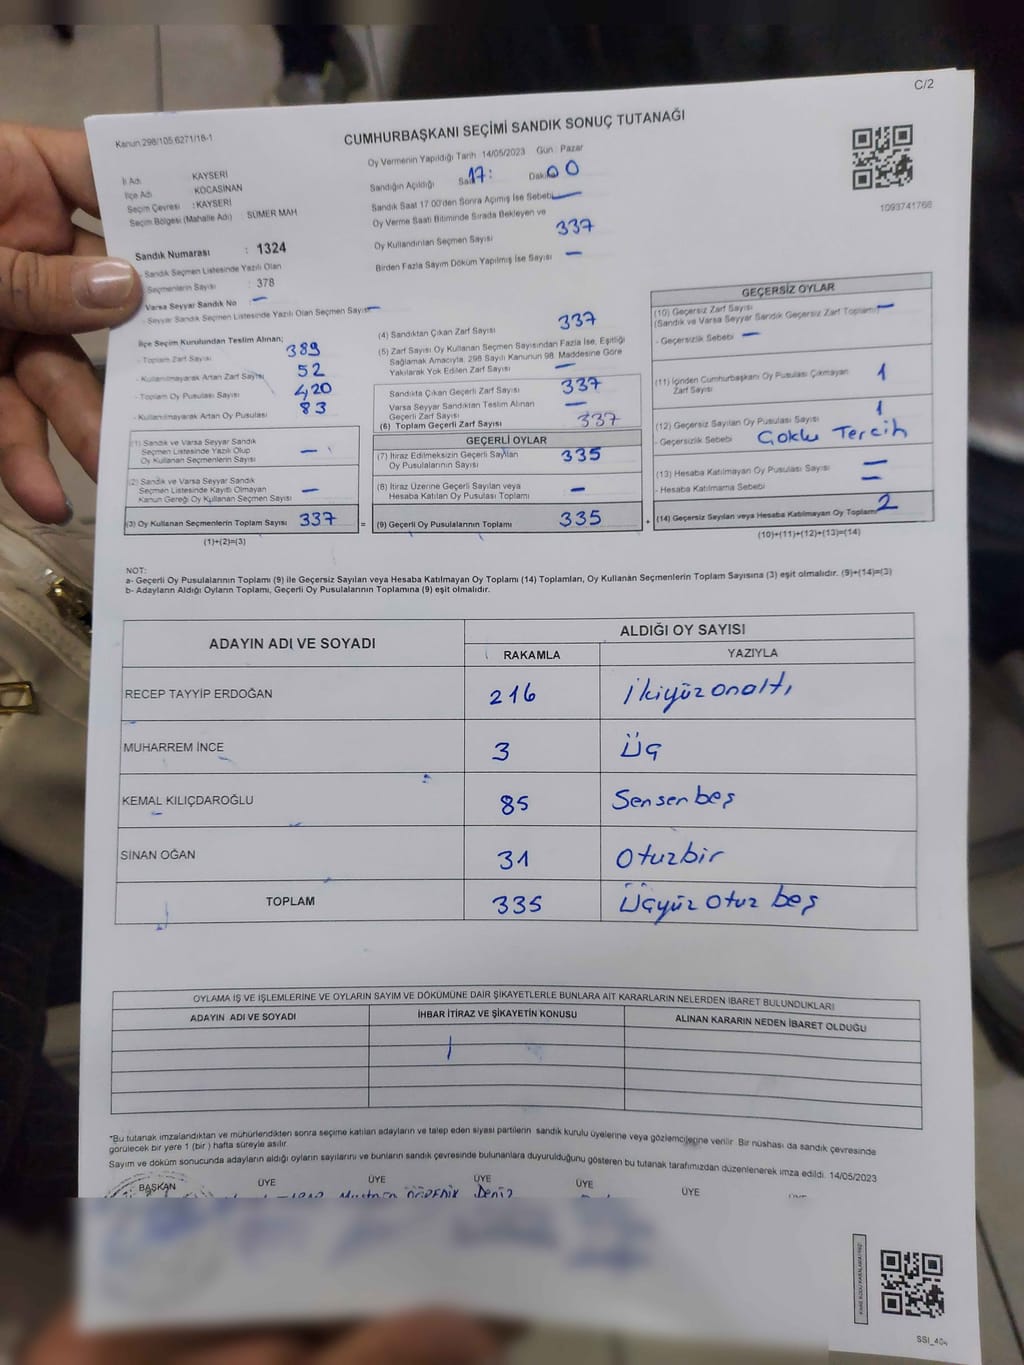 C/2
Kanun:298/105,6271/18-1
CUMHURBAŞKANI SEÇİMİ SANDIK SONUÇ TUTANAĞI
Oy Vermenin Yapıldığı Tarih :14/05/2023 Gün : Pazar
İl Adı : KAYSERİ
İlçe Adı : KOCASİNAN
Seçim Çevresi : KAYSERİ
Seçim Bölgesi (Mahalle Adı) : SÜMER MAH
Sandığın Açıldığı Saat 17: Dakika 00
Sandık Saat 17:00'den Sonra Açımış İse Sebebi —
Oy Verme Saati Bitiminde Sırada Bekleyen ve
Oy Kullandırılan Seçmen Sayısı 337
Birden Fazla Sayım Döküm Yapılmış İse Sayısı —
1093741768
Sandık Numarası : 1324
- Sandık Seçmen Listesinde Yazılı Olan
Seçmenlerin Sayısı : 378
Varsa Seyyar Sandık No : —
- Seyyar Sandık Seçmen Listesinde Yazılı Olan Seçmen Sayısı —
İlçe Seçim Kurulundan Teslim Alınan;
- Toplam Zarf Sayısı 389
- Kullanılmayarak Artan Zarf Sayısı 52
- Toplam Oy Pusulası Sayısı 420
- Kullanılmayarak Artan Oy Pusulası 83
(1) Sandık ve Varsa Seyyar Sandık
Seçmen Listesinde Yazılı Olup
Oy Kullanan Seçmenlerin Sayısı —
(2) Sandık ve Varsa Seyyar Sandık
Seçmen Listesinde Kayıtlı Olmayan
Kanun Gereği Oy Kullanan Seçmen Sayısı —
(3) Oy Kullanan Seçmenlerin Toplam Sayısı 337 =
(1)+(2)=(3)
(4) Sandıktan Çıkan Zarf Sayısı 337
(5) Zarf Sayısı Oy Kullanan Seçmen Sayısından Fazla İse, Eşitliği
Sağlamak Amacıyla, 298 Sayılı Kanunun 98. Maddesine Göre
Yakılarak Yok Edilen Zarf Sayısı —
Sandıkta Çıkan Geçerli Zarf Sayısı 337
Varsa Seyyar Sandıktan Teslim Alınan
Geçerli Zarf Sayısı —
(6) Toplam Geçerli Zarf Sayısı 337
GEÇERLİ OYLAR
(7) İtiraz Edilmeksizin Geçerli Sayılan
Oy Pusulalarının Sayısı 335
(8) İtiraz Üzerine Geçerli Sayılan veya
Hesaba Katılan Oy Pusulası Toplamı —
(9) Geçerli Oy Pusulalarının Toplamı 335 +
GEÇERSİZ OYLAR
(10) Geçersiz Zarf Sayısı —
(Sandık ve Varsa Seyyar Sandık Geçersiz Zarf Toplamı)
- Geçersizlik Sebebi —
(11) İçinden Cumhurbaşkanı Oy Pusulası Çıkmayan
Zarf Sayısı 1
(12) Geçersiz Sayılan Oy Pusulası Sayısı 1
- Geçersizlik Sebebi Çoklu Tercih
(13) Hesaba Katılmayan Oy Pusulası Sayısı —
- Hesaba Katılmama Sebebi —
(14) Geçersiz Sayılan veya Hesaba Katılmayan Oy Toplamı 2
(10)+(11)+(12)+(13)=(14)
NOT:
a- Geçerli Oy Pusulalarının Toplamı (9) ile Geçersiz Sayılan veya Hesaba Katılmayan Oy Toplamı (14) Toplamları, Oy Kullanan Seçmenlerin Toplam Sayısına (3) eşit olmalıdır. (9)+(14)=(3)
b- Adayların Aldığı Oyların Toplamı, Geçerli Oy Pusulalarının Toplamına (9) eşit olmalıdır.
ADAYIN ADI VE SOYADI ALDIĞI OY SAYISI
RAKAMLA YAZIYLA
RECEP TAYYİP ERDOĞAN 216 İkiyüzonaltı
MUHARREM İNCE 3 Üç
KEMAL KILIÇDAROĞLU 85 Sensenbeş
SİNAN OĞAN 31 Otuzbir
TOPLAM 335 Üçyüz otuz beş
OYLAMA İŞ VE İŞLEMLERİNE VE OYLARIN SAYIM VE DÖKÜMÜNE DAİR ŞİKAYETLERLE BUNLARA AİT KARARLARIN NELERDEN İBARET BULUNDUKLARI
ADAYIN ADI VE SOYADI İHBAR İTİRAZ VE ŞİKAYETİN KONUSU ALINAN KARARIN NEDEN İBARET OLDUĞU
*Bu tutanak imzalandıktan ve mühürlendikten sonra seçime katılan adayların ve talep eden siyasi partilerin sandık kurulu üyelerine veya gözlemcilerine verilir. Bir nüshası da sandık çevresinde
görülecek bir yere 1 (bir) hafta süreyle asılır.
Sayım ve döküm sonucunda adayların aldığı oyların sayılarını ve bunların sandık çevresinde bulunanlara duyurulduğunu gösteren bu tutanak tarafımızdan düzenlenerek imza edildi. 14/05/2023
BAŞKAN ÜYE ÜYE ÜYE ÜYE ÜYE
Deniz